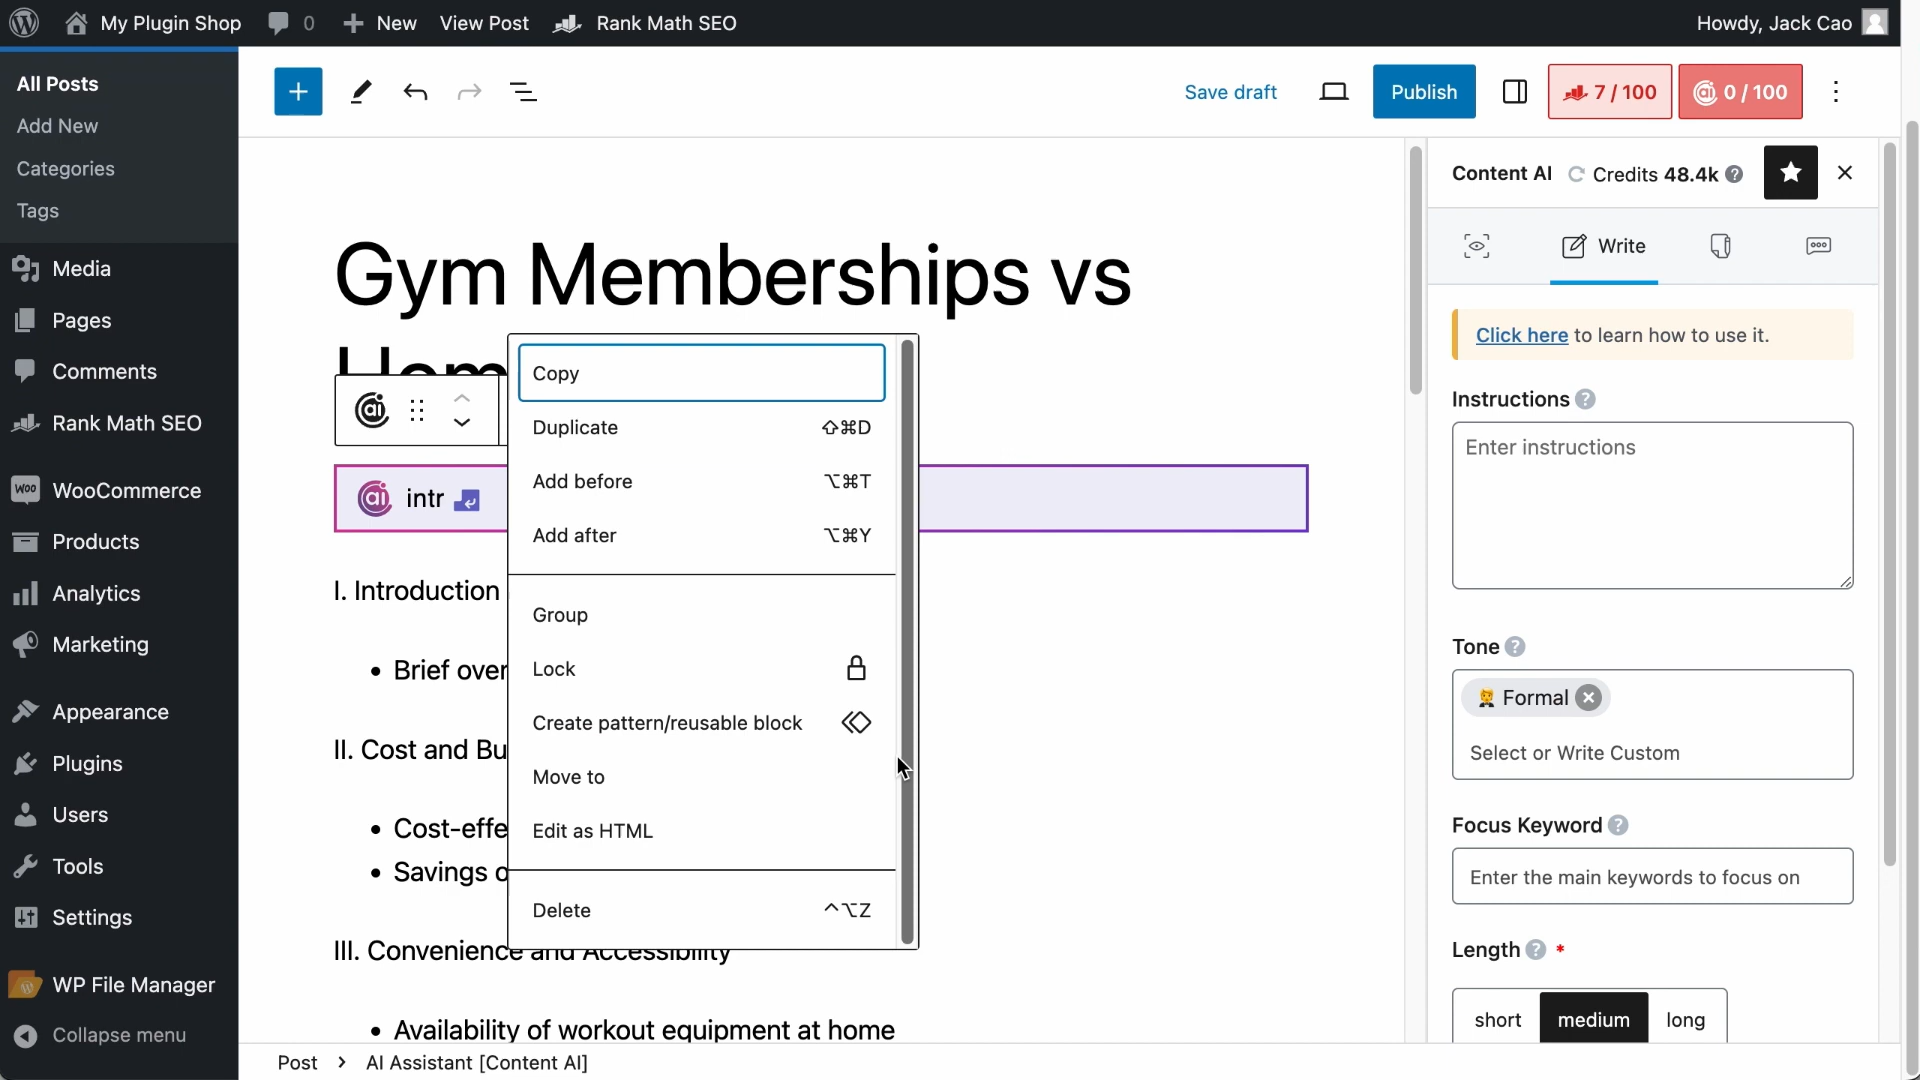 My Plugin Shop 0 New View Post Rank Math SEO Howdy, Jack Cao
All Posts
Add New
Categories
Tags
Media
Pages
Comments
Rank Math SEO
WooCommerce
Products
Analytics
Marketing
Appearance
Plugins
Users
Tools
Settings
WP File Manager
Collapse menu
Save draft Publish 7 / 100 0 / 100
Gym Memberships vs
intr
I. Introduction
Brief over
II. Cost and Bu
Cost-effe
Savings o
III. Convenience and Accessibility
Availability of workout equipment at home
Copy
Duplicate ⇧⌘D
Add before ⌥⌘T
Add after ⌥⌘Y
Group
Lock
Create pattern/reusable block
Move to
Edit as HTML
Delete ^⌥Z
Post › AI Assistant [Content AI]
Content AI Credits 48.4k ?
Write
Click here to learn how to use it.
Instructions ?
Enter instructions
Tone ?
Formal
Select or Write Custom
Focus Keyword ?
Enter the main keywords to focus on
Length ? *
short medium long